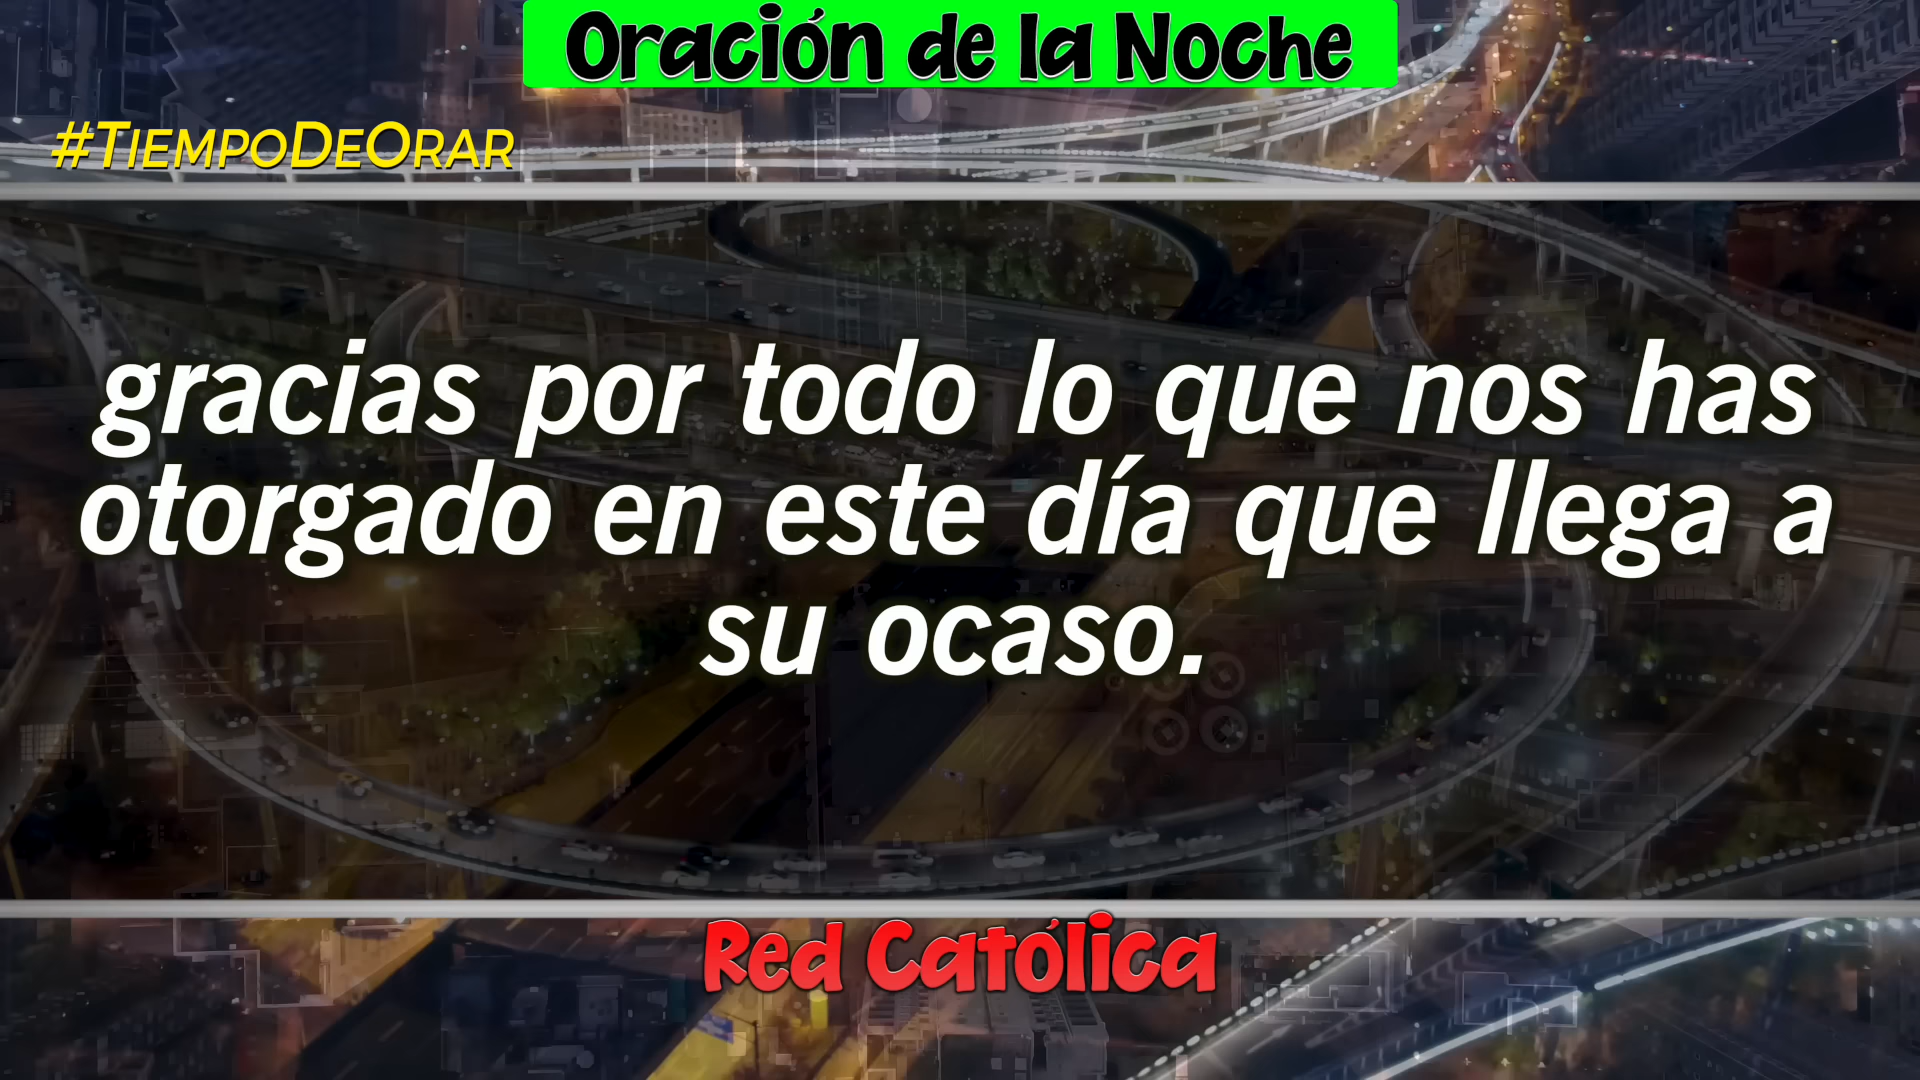 Oración de la Noche
#TiempoDeOrar
gracias por todo lo que nos has
otorgado en este día que llega a
su ocaso.
Red Católica